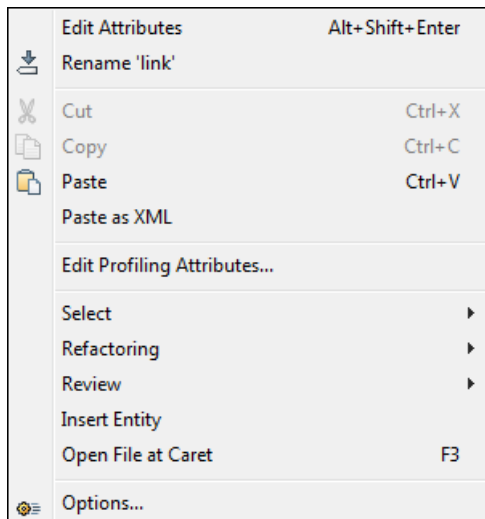 Edit Attributes Alt+Shift+Enter
Rename 'link'
Cut Ctrl+X
Copy Ctrl+C
Paste Ctrl+V
Paste as XML
Edit Profiling Attributes...
Select
Refactoring
Review
Insert Entity
Open File at Caret F3
Options...